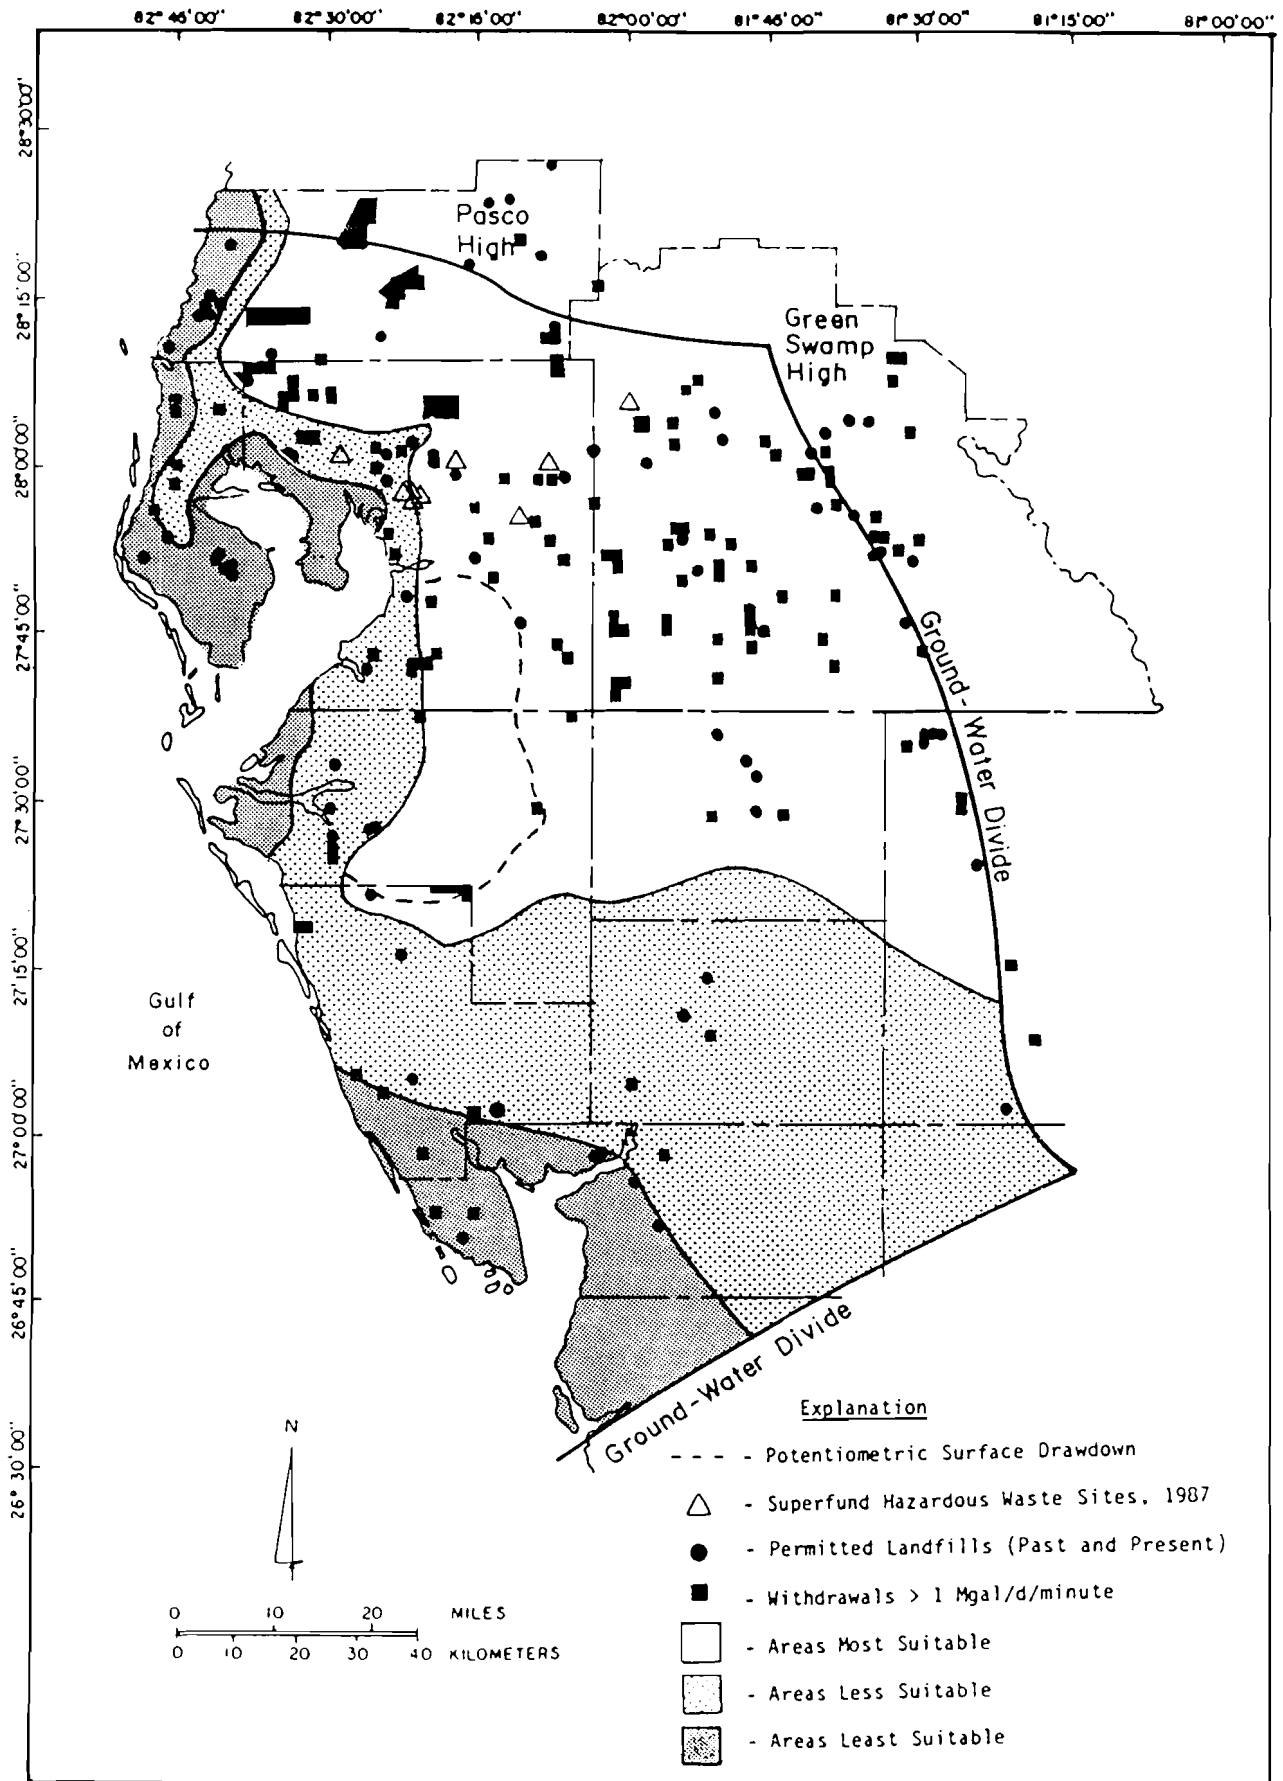 82°45'00"
82°30'00"
82°15'00"
82°00'00"
81°45'00"
81°30'00"
81°15'00"
81°00'00"
28°30'00"
28°15'00"
28°00'00"
27°45'00"
27°30'00"
27°15'00"
27°00'00"
26°45'00"
26°30'00"
Pasco
High
Green
Swamp
High
Ground-Water Divide
Gulf
of
Mexico
Ground-Water Divide
N
0 10 20 MILES
0 10 20 30 40 KILOMETERS
Explanation
- Potentiometric Surface Drawdown
- Superfund Hazardous Waste Sites, 1987
- Permitted Landfills (Past and Present)
- Withdrawals > 1 Mgal/d/minute
- Areas Most Suitable
- Areas Less Suitable
- Areas Least Suitable